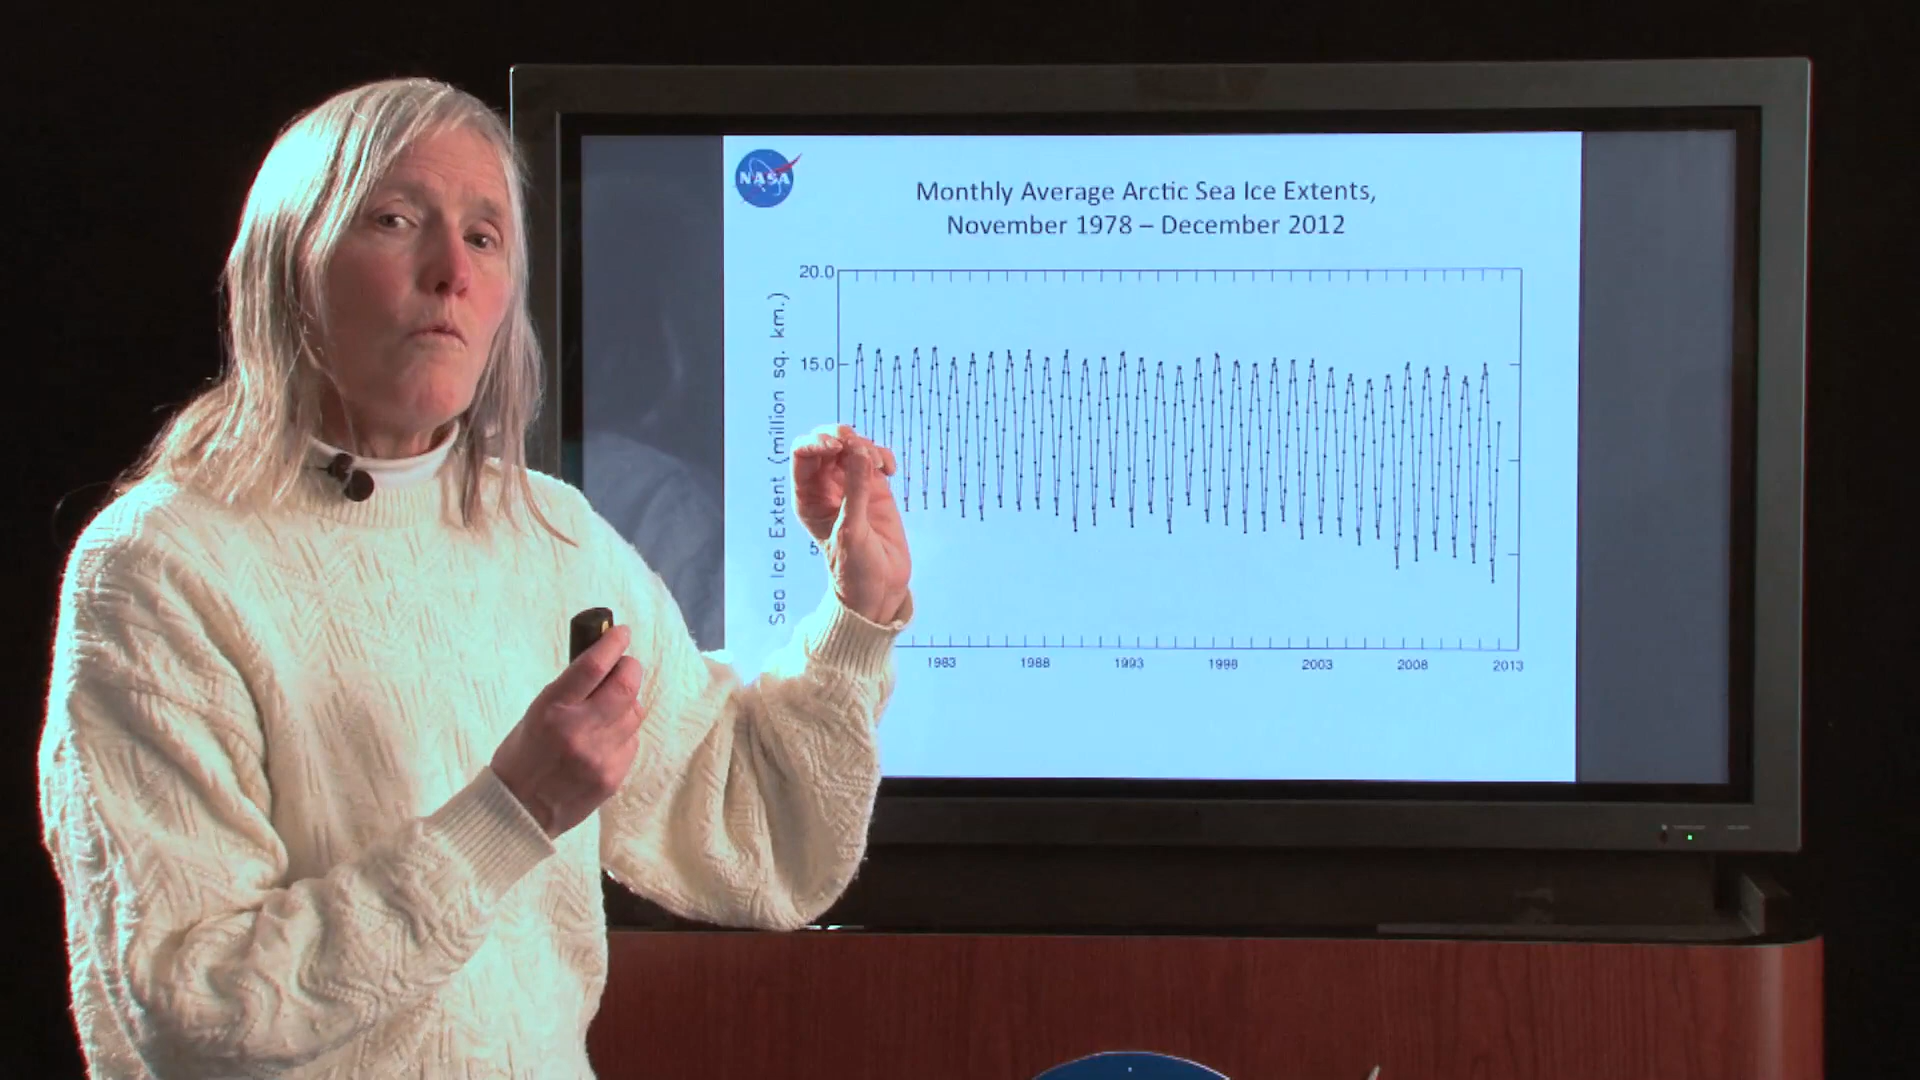 NASA
Monthly Average Arctic Sea Ice Extents,
November 1978 – December 2012
20.0
15.0
5.
Sea Ice Extent (million sq. km.)
1983 1988 1993 1998 2003 2008 2013